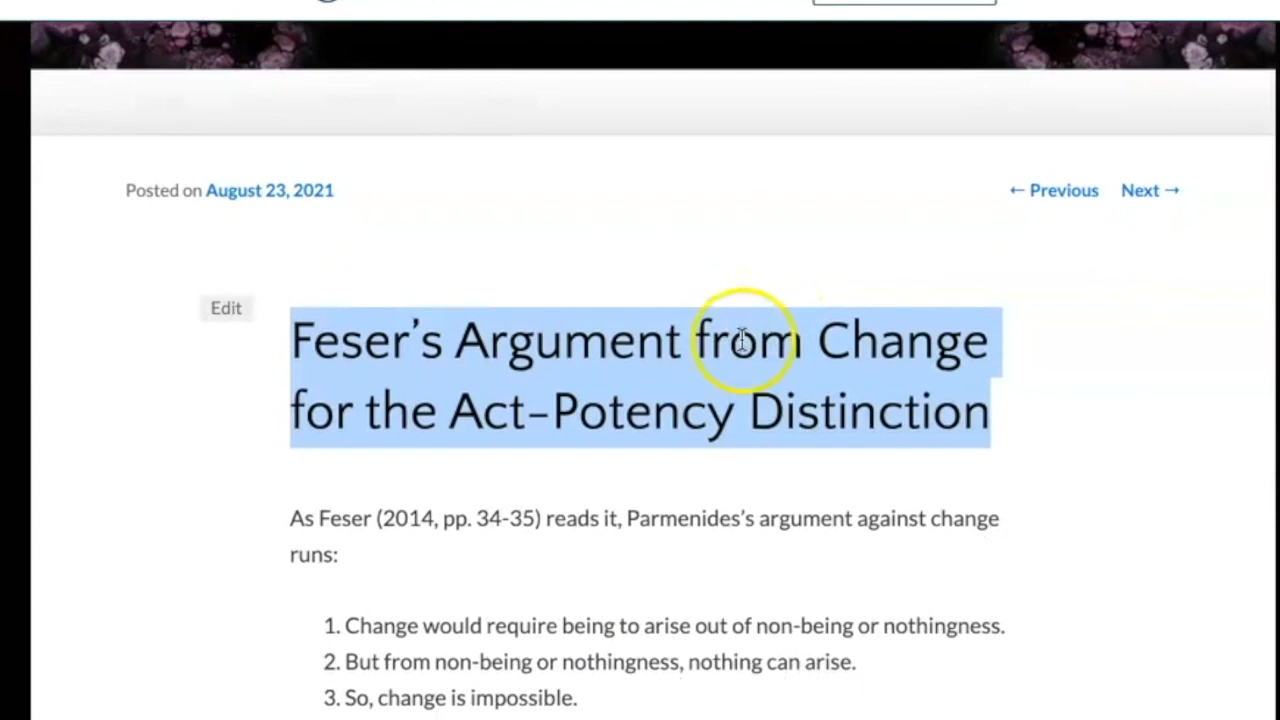 Posted on August 23, 2021
← Previous Next →
Edit
Feser’s Argument from Change
for the Act–Potency Distinction
As Feser (2014, pp. 34-35) reads it, Parmenides’s argument against change
runs:
1. Change would require being to arise out of non-being or nothingness.
2. But from non-being or nothingness, nothing can arise.
3. So, change is impossible.